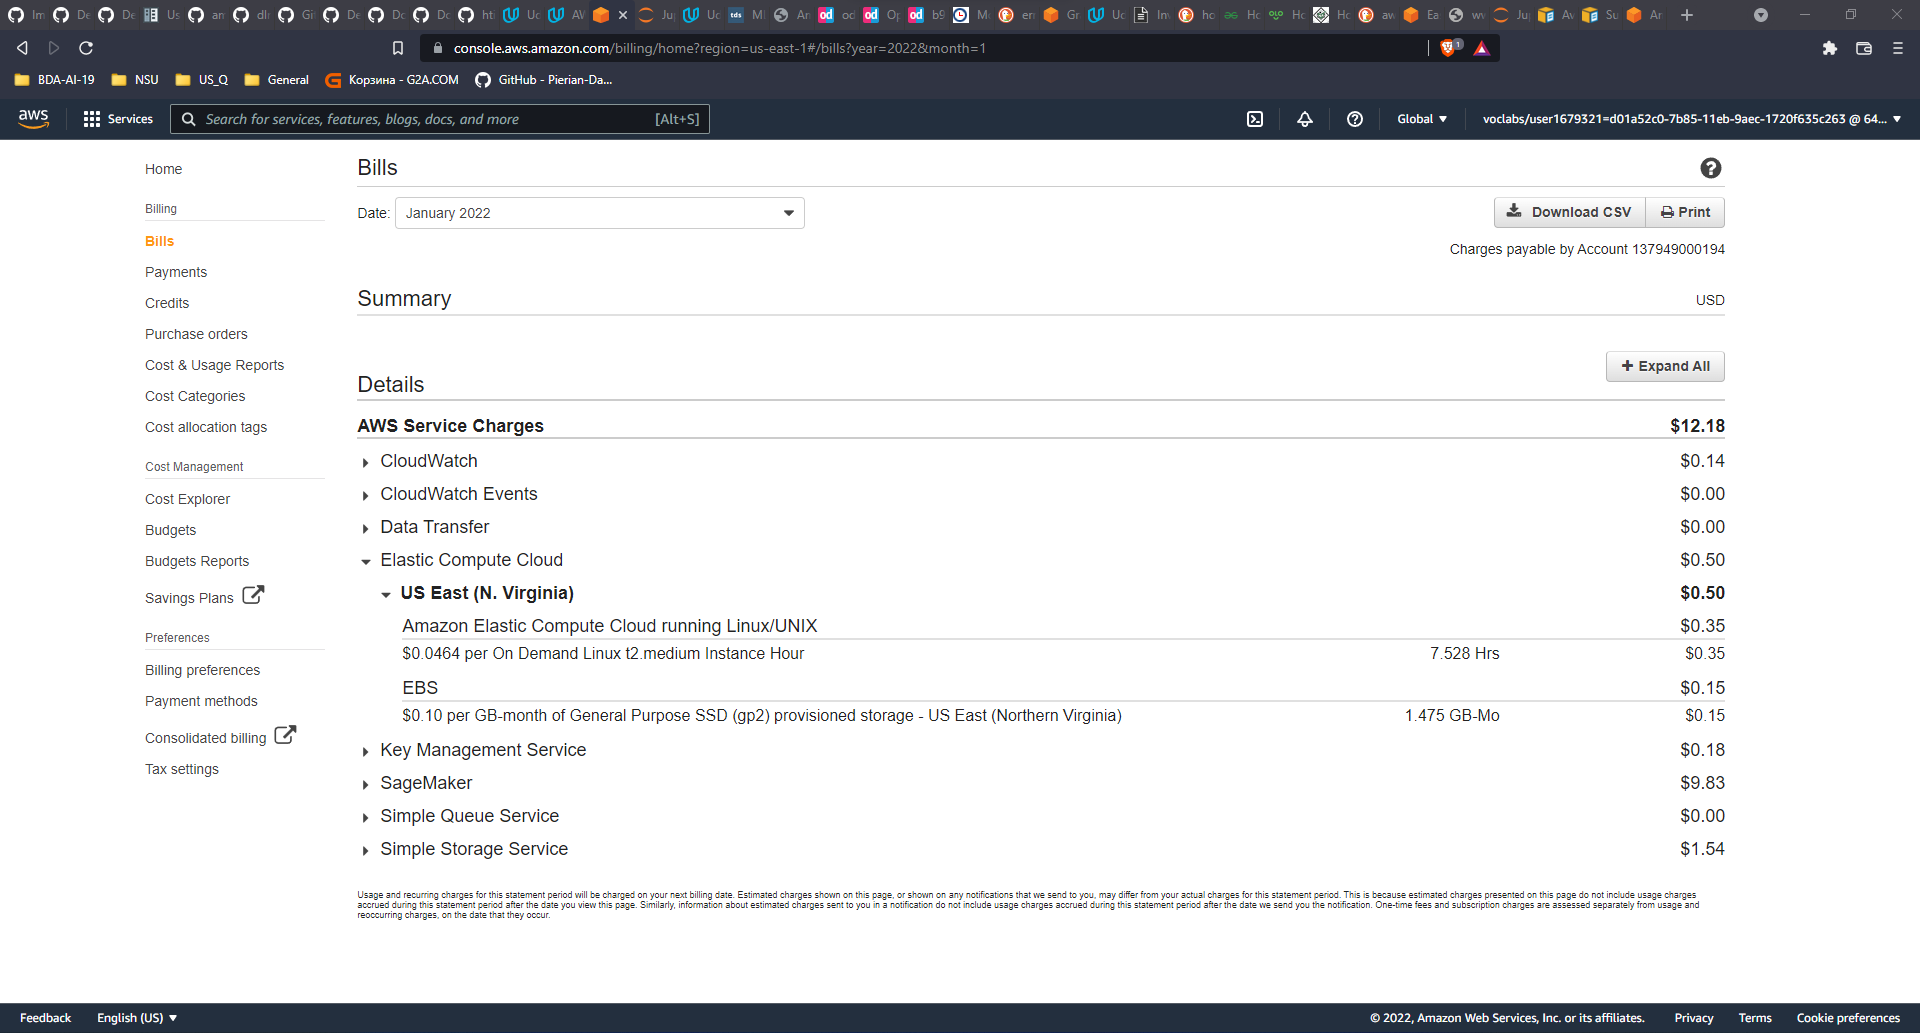 console.aws.amazon.com/billing/home?region=us-east-1#/bills?year=2022&month=1
BDA-AI-19 NSU US_Q General Корзина - G2A.COM GitHub - Pierian-Da...
aws Services Search for services, features, blogs, docs, and more [Alt+S] Global voclabs/user1679321=d01a52c0-7b85-11eb-9aec-1720f635c263 @ 64...
Home
Billing
Bills
Payments
Credits
Purchase orders
Cost & Usage Reports
Cost Categories
Cost allocation tags
Cost Management
Cost Explorer
Budgets
Budgets Reports
Savings Plans
Preferences
Billing preferences
Payment methods
Consolidated billing
Tax settings
Bills
Date: January 2022
Download CSV Print
Charges payable by Account 137949000194
Summary USD
Expand All
Details
AWS Service Charges $12.18
CloudWatch $0.14
CloudWatch Events $0.00
Data Transfer $0.00
Elastic Compute Cloud $0.50
US East (N. Virginia) $0.50
Amazon Elastic Compute Cloud running Linux/UNIX $0.35
$0.0464 per On Demand Linux t2.medium Instance Hour 7.528 Hrs $0.35
EBS $0.15
$0.10 per GB-month of General Purpose SSD (gp2) provisioned storage - US East (Northern Virginia) 1.475 GB-Mo $0.15
Key Management Service $0.18
SageMaker $9.83
Simple Queue Service $0.00
Simple Storage Service $1.54
Usage and recurring charges for this statement period will be charged on your next billing date. Estimated charges shown on this page, or shown on any notifications that we send to you, may differ from your actual charges for this statement period. This is because estimated charges presented on this page do not include usage charges
accrued during this statement period after the date you view this page. Similarly, information about estimated charges sent to you in a notification do not include usage charges accrued during this statement period after the date we send you the notification. One-time fees and subscription charges are assessed separately from usage and
reoccurring charges, on the date that they occur.
Feedback English (US) © 2022, Amazon Web Services, Inc. or its affiliates. Privacy Terms Cookie preferences